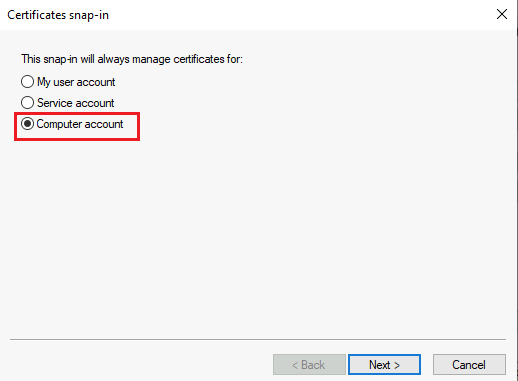 Certificates snap-in
This snap-in will always manage certificates for:
My user account
Service account
Computer account
< Back Next > Cancel